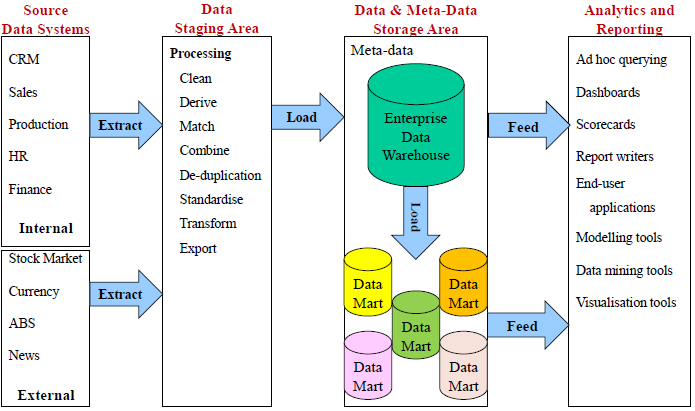 Source
Data Systems
CRM
Sales
Production
HR
Finance
Internal
Stock Market
Currency
ABS
News
External
Extract
Extract
Data
Staging Area
Processing
Clean
Derive
Match
Combine
De-duplication
Standardise
Transform
Export
Load
Data & Meta-Data
Storage Area
Meta-data
Enterprise
Data
Warehouse
Load
Data
Mart
Data
Mart
Data
Mart
Data
Mart
Data
Mart
Feed
Feed
Analytics and
Reporting
Ad hoc querying
Dashboards
Scorecards
Report writers
End-user
applications
Modelling tools
Data mining tools
Visualisation tools